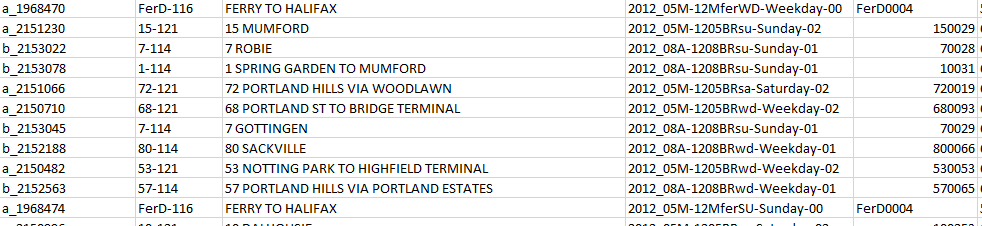 a_1968470 FerD-116 FERRY TO HALIFAX 2012_05M-12MferWD-Weekday-00 FerD0004
a_2151230 15-121 15 MUMFORD 2012_05M-1205BRsu-Sunday-02 150029
b_2153022 7-114 7 ROBIE 2012_08A-1208BRsu-Sunday-01 70028
b_2153078 1-114 1 SPRING GARDEN TO MUMFORD 2012_08A-1208BRsu-Sunday-01 10031
a_2151066 72-121 72 PORTLAND HILLS VIA WOODLAWN 2012_05M-1205BRsa-Saturday-02 720019
a_2150710 68-121 68 PORTLAND ST TO BRIDGE TERMINAL 2012_05M-1205BRwd-Weekday-02 680093
b_2153045 7-114 7 GOTTINGEN 2012_08A-1208BRsu-Sunday-01 70029
b_2152188 80-114 80 SACKVILLE 2012_08A-1208BRwd-Weekday-01 800066
a_2150482 53-121 53 NOTTING PARK TO HIGHFIELD TERMINAL 2012_05M-1205BRwd-Weekday-02 530053
b_2152563 57-114 57 PORTLAND HILLS VIA PORTLAND ESTATES 2012_08A-1208BRwd-Weekday-01 570065
a_1968474 FerD-116 FERRY TO HALIFAX 2012_05M-12MferSU-Sunday-00 FerD0004